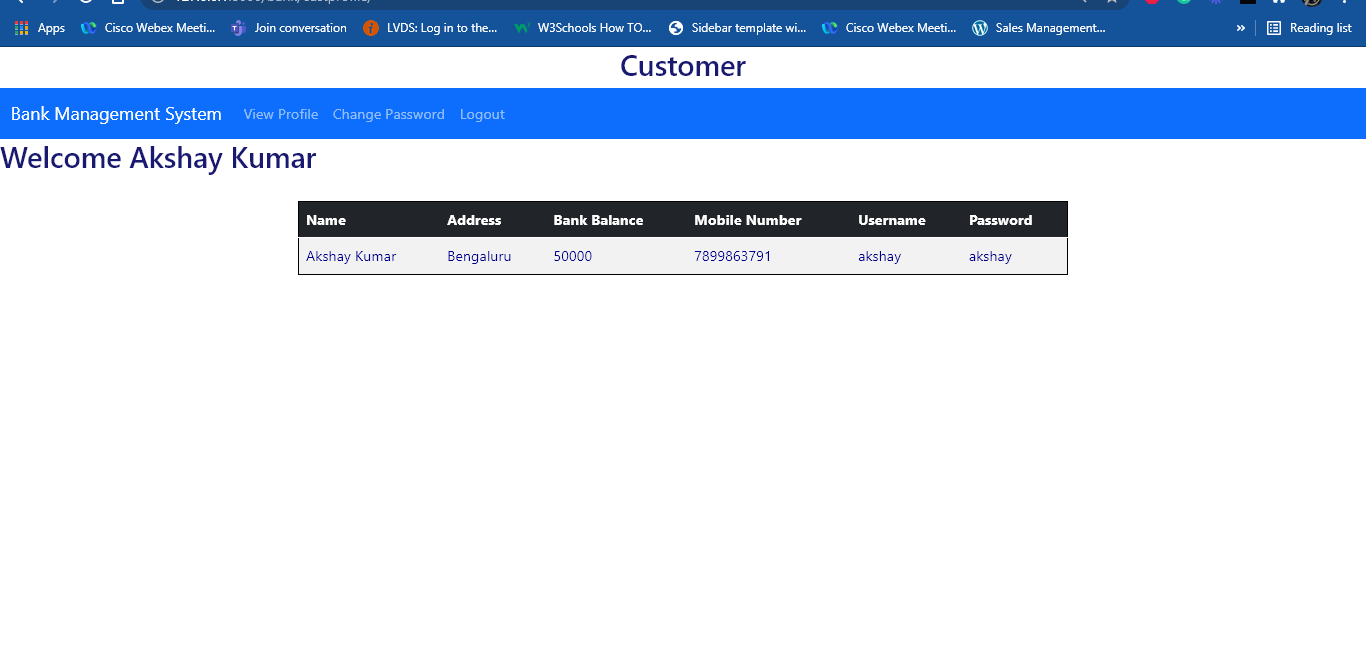 Apps Cisco Webex Meeti... Join conversation LVDS: Log in to the... W3Schools How TO... Sidebar template wi... Cisco Webex Meeti... Sales Management... » Reading list
Customer
Bank Management System View Profile Change Password Logout
Welcome Akshay Kumar
Name Address Bank Balance Mobile Number Username Password
Akshay Kumar Bengaluru 50000 7899863791 akshay akshay